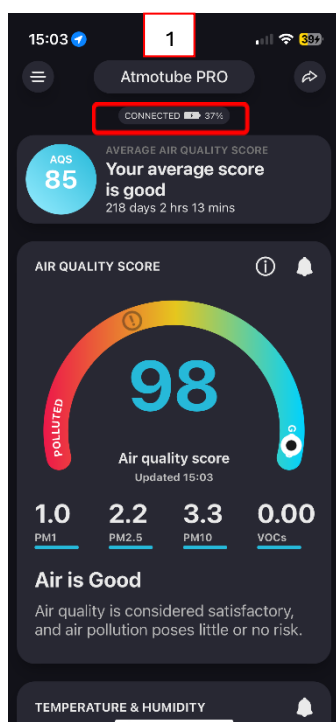 15:03
1
39+
Atmotube PRO
CONNECTED 37%
AQS
85
AVERAGE AIR QUALITY SCORE
Your average score
is good
218 days 2 hrs 13 mins
AIR QUALITY SCORE
POLLUTED
G
98
Air quality score
Updated 15:03
1.0 2.2 3.3 0.00
PM1 PM2.5 PM10 VOCs
Air is Good
Air quality is considered satisfactory,
and air pollution poses little or no risk.
TEMPERATURE & HUMIDITY